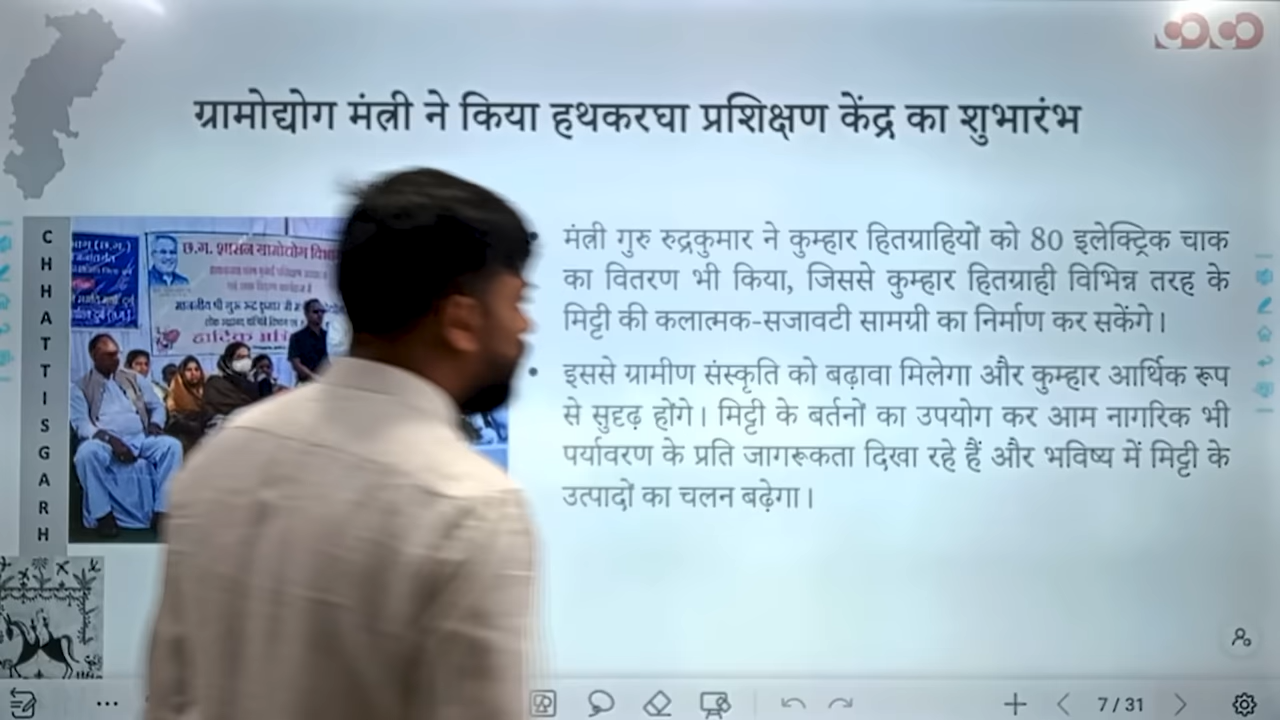 ग्रामोद्योग मंत्री ने किया हथकरघा प्रशिक्षण केंद्र का शुभारंभ
CHHATTISGARH
छ.ग. शासन ग्रामोद्योग
• मंत्री गुरु रुद्रकुमार ने कुम्हार हितग्राहियों को 80 इलेक्ट्रिक चाक
का वितरण भी किया, जिससे कुम्हार हितग्राही विभिन्न तरह के
मिट्टी की कलात्मक-सजावटी सामग्री का निर्माण कर सकेंगे।
• इससे ग्रामीण संस्कृति को बढ़ावा मिलेगा और कुम्हार आर्थिक रूप
से सुदृढ़ होंगे। मिट्टी के बर्तनों का उपयोग कर आम नागरिक भी
पर्यावरण के प्रति जागरूकता दिखा रहे हैं और भविष्य में मिट्टी के
उत्पादों का चलन बढ़ेगा।
7 / 31